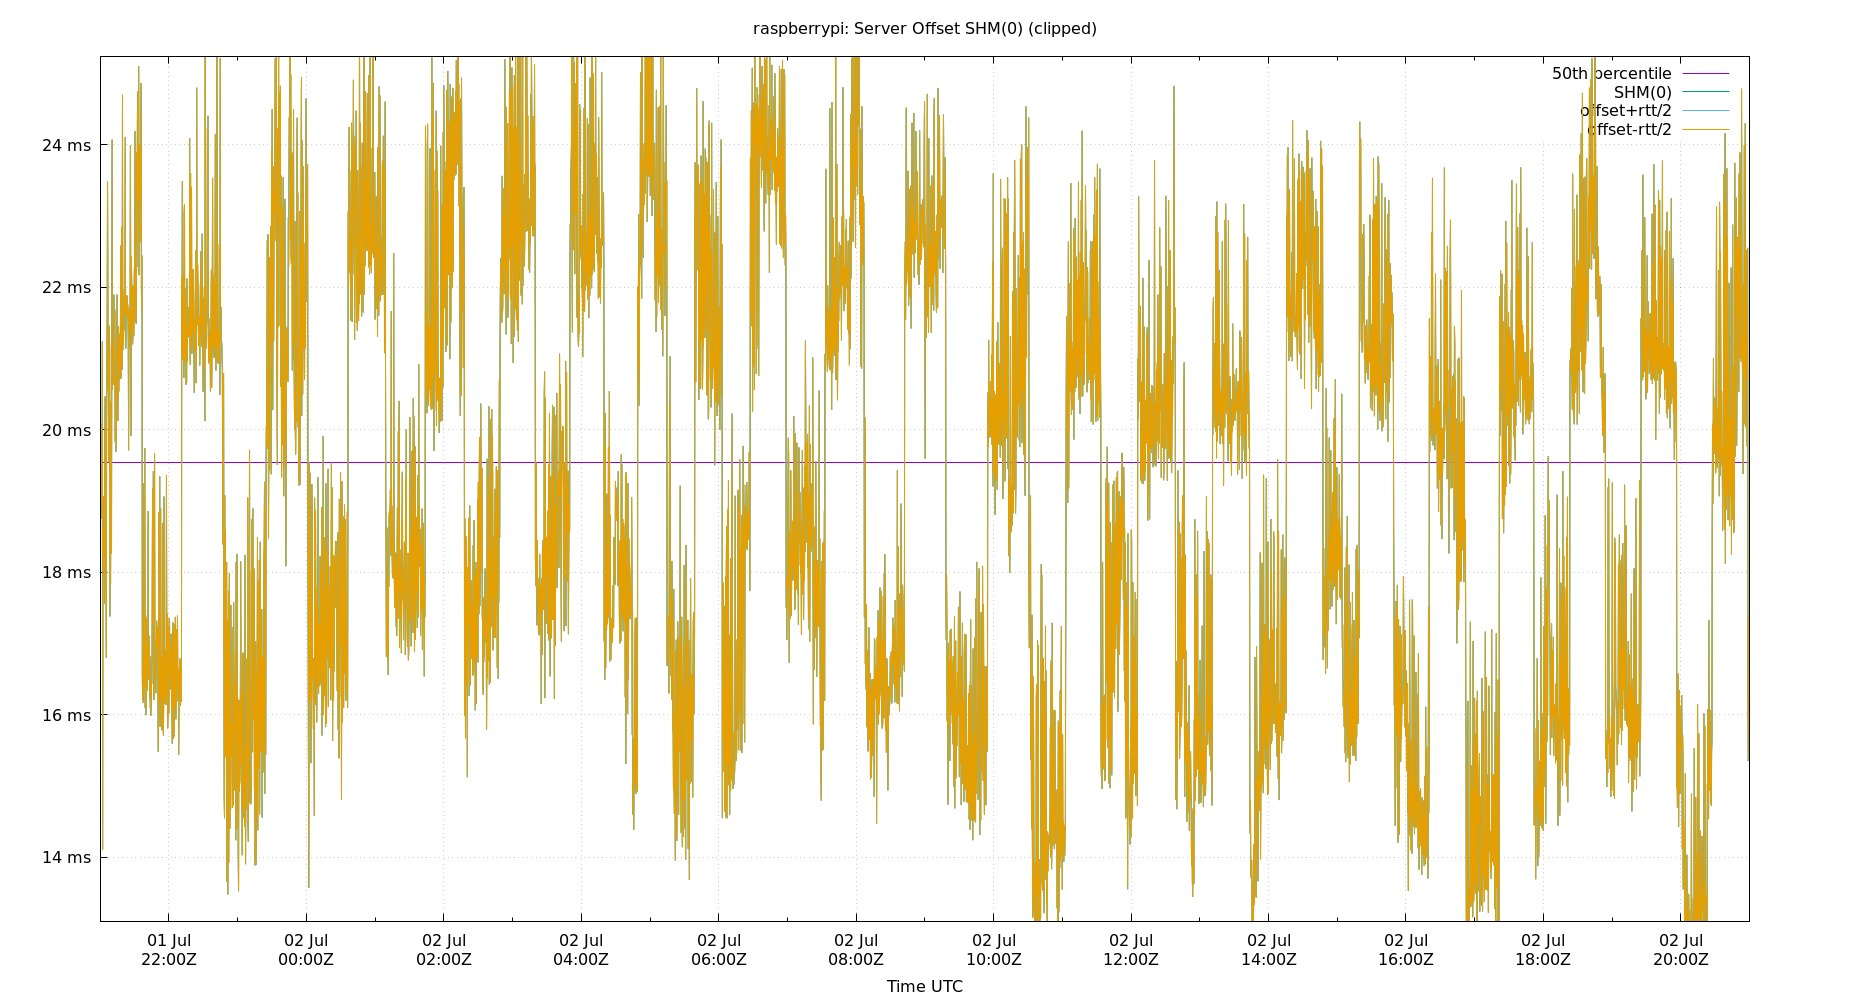 raspberrypi: Server Offset SHM(0) (clipped)
50th percentile
SHM(0)
offset+rtt/2
offset-rtt/2
24 ms
22 ms
20 ms
18 ms
16 ms
14 ms
01 Jul 02 Jul 02 Jul 02 Jul 02 Jul 02 Jul 02 Jul 02 Jul 02 Jul 02 Jul 02 Jul 02 Jul
22:00Z 00:00Z 02:00Z 04:00Z 06:00Z 08:00Z 10:00Z 12:00Z 14:00Z 16:00Z 18:00Z 20:00Z
Time UTC